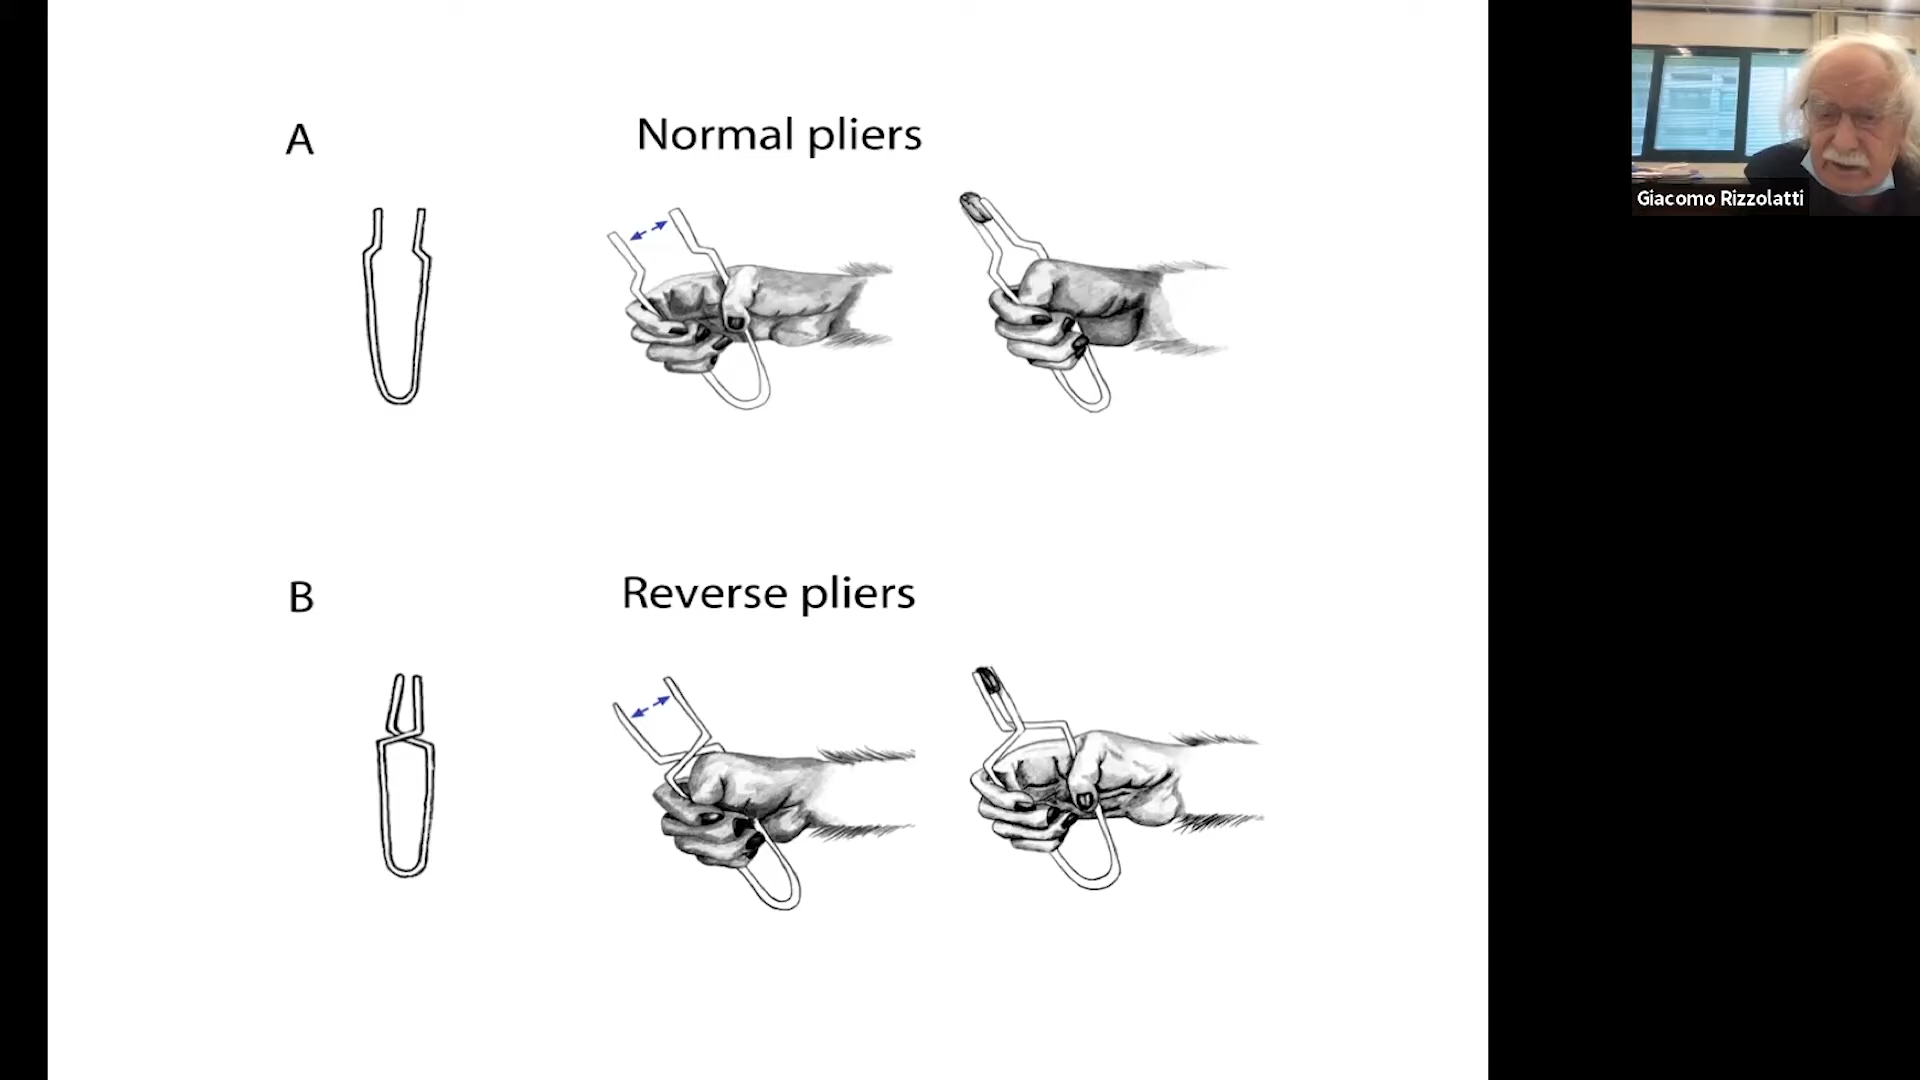 A
Normal pliers
B
Reverse pliers
Giacomo Rizzolatti